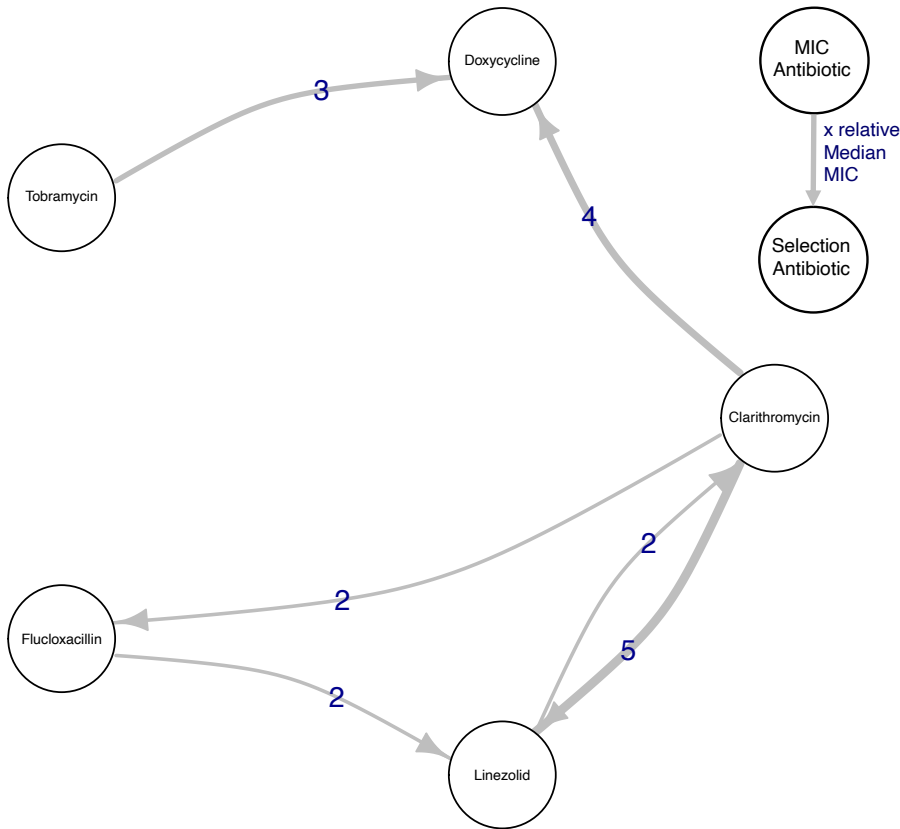 Doxycycline
MIC
Antibiotic
3
x relative
Median
MIC
Tobramycin
4
Selection
Antibiotic
Clarithromycin
2
2
Flucloxacillin
5
2
Linezolid